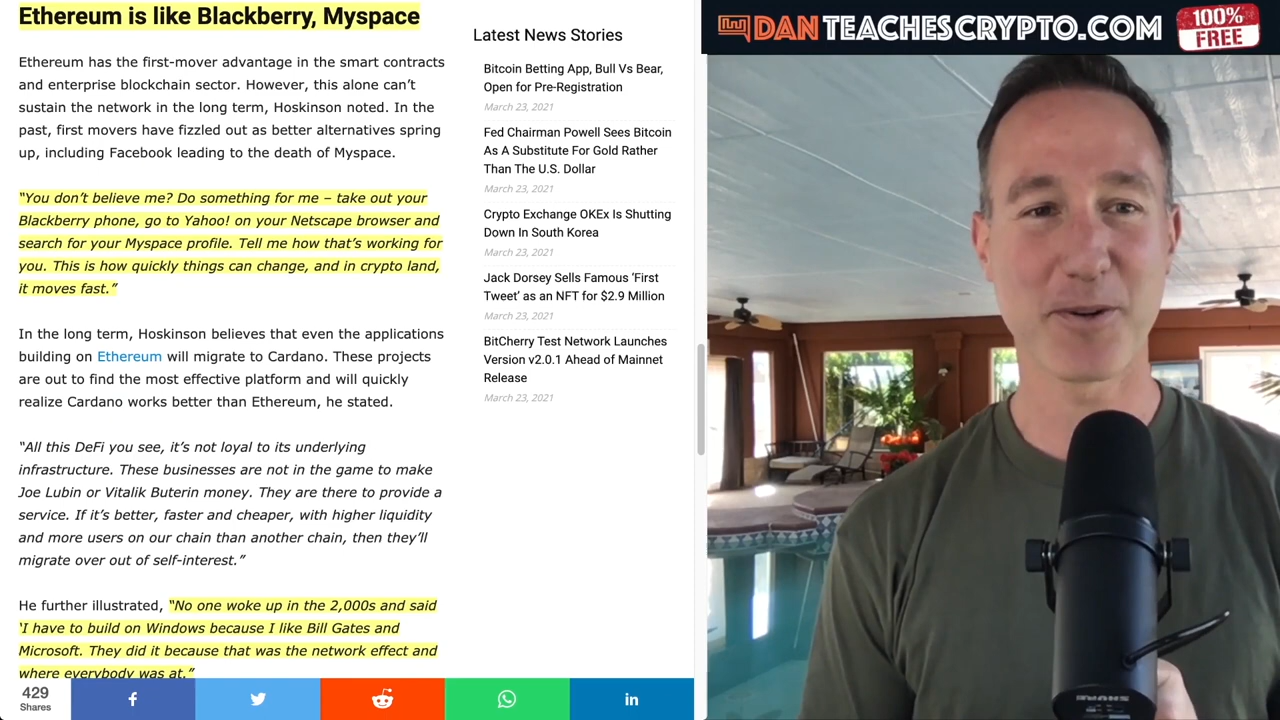 Ethereum is like Blackberry, Myspace
Ethereum has the first-mover advantage in the smart contracts
and enterprise blockchain sector. However, this alone can’t
sustain the network in the long term, Hoskinson noted. In the
past, first movers have fizzled out as better alternatives spring
up, including Facebook leading to the death of Myspace.
“You don’t believe me? Do something for me – take out your
Blackberry phone, go to Yahoo! on your Netscape browser and
search for your Myspace profile. Tell me how that’s working for
you. This is how quickly things can change, and in crypto land,
it moves fast.”
In the long term, Hoskinson believes that even the applications
building on Ethereum will migrate to Cardano. These projects
are out to find the most effective platform and will quickly
realize Cardano works better than Ethereum, he stated.
“All this DeFi you see, it’s not loyal to its underlying
infrastructure. These businesses are not in the game to make
Joe Lubin or Vitalik Buterin money. They are there to provide a
service. If it’s better, faster and cheaper, with higher liquidity
and more users on our chain than another chain, then they’ll
migrate over out of self-interest.”
He further illustrated, “No one woke up in the 2,000s and said
‘I have to build on Windows because I like Bill Gates and
Microsoft. They did it because that was the network effect and
where everybody was at.”
429
Shares
Latest News Stories
Bitcoin Betting App, Bull Vs Bear,
Open for Pre-Registration
March 23, 2021
Fed Chairman Powell Sees Bitcoin
As A Substitute For Gold Rather
Than The U.S. Dollar
March 23, 2021
Crypto Exchange OKEx Is Shutting
Down In South Korea
March 23, 2021
Jack Dorsey Sells Famous ‘First
Tweet’ as an NFT for $2.9 Million
March 23, 2021
BitCherry Test Network Launches
Version v2.0.1 Ahead of Mainnet
Release
March 23, 2021
DANTEACHESCRYPTO.COM
100%
FREE